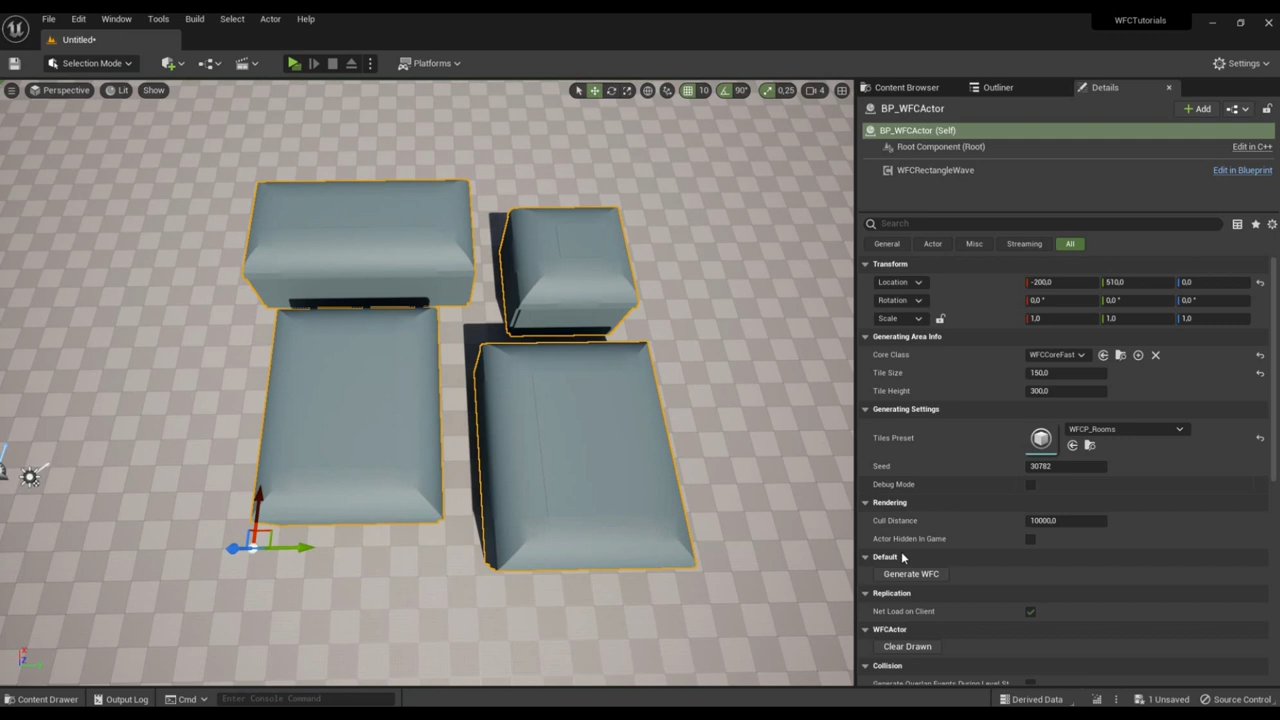 File Edit Window Tools Build Select Actor Help
WFCTutorials
Untitled*
Selection Mode
Platforms
Settings
Perspective Lit Show
10 90° 0,25 4
Content Browser Outliner Details
BP_WFCActor
Add
BP_WFCActor (Self)
Root Component (Root) Edit in C++
WFCRectangleWave Edit in Blueprint
Search
General Actor Misc Streaming All
Transform
Location -200,0 510,0 0,0
Rotation 0,0 ° 0,0 ° 0,0 °
Scale 1,0 1,0 1,0
Generating Area Info
Core Class WFCCoreFast
Tile Size 150,0
Tile Height 300,0
Generating Settings
Tiles Preset WFCP_Rooms
Seed 30782
Debug Mode
Rendering
Cull Distance 10000,0
Actor Hidden In Game
Default
Generate WFC
Replication
Net Load on Client
WFCActor
Clear Drawn
Collision
Generate Overlap Events During Level St
X
Z
Content Drawer Output Log Cmd Enter Console Command Derived Data 1 Unsaved Source Control